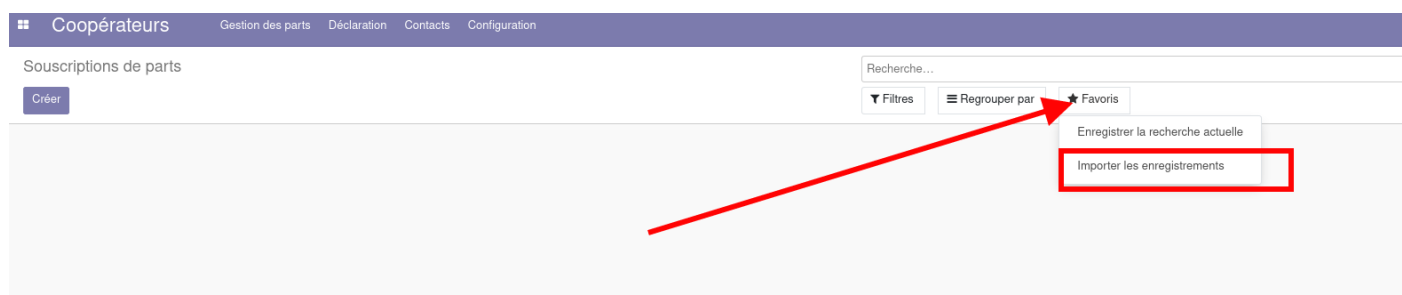 Coopérateurs Gestion des parts Déclaration Contacts Configuration
Souscriptions de parts
Recherche...
Créer
Filtres Regrouper par Favoris
Enregistrer la recherche actuelle
Importer les enregistrements